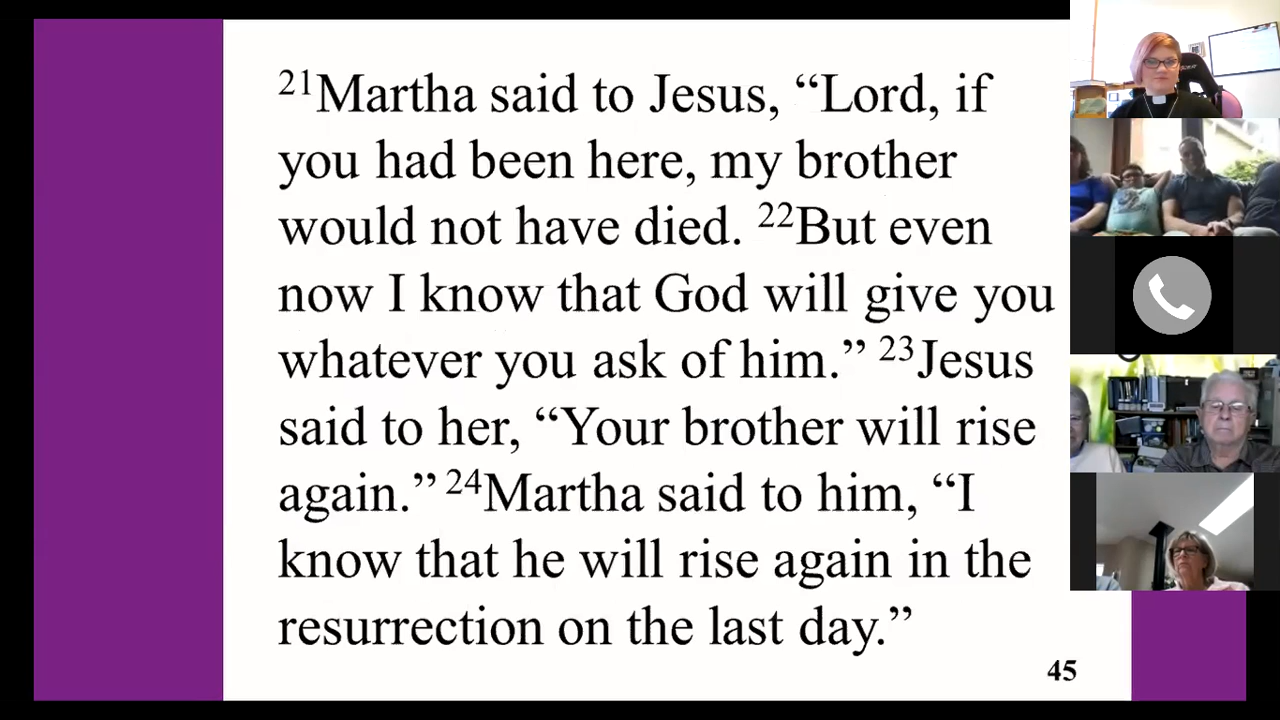 21Martha said to Jesus, “Lord, if
you had been here, my brother
would not have died. 22But even
now I know that God will give you
whatever you ask of him.” 23Jesus
said to her, “Your brother will rise
again.” 24Martha said to him, “I
know that he will rise again in the
resurrection on the last day.”
45